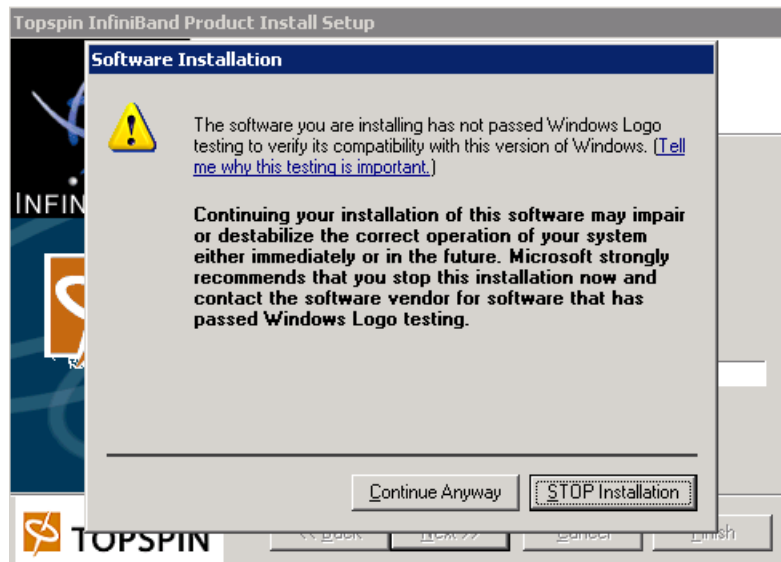 Topspin InfiniBand Product Install Setup
Software Installation
The software you are installing has not passed Windows Logo
testing to verify its compatibility with this version of Windows. (Tell
me why this testing is important.)
INFIN
Continuing your installation of this software may impair
or destabilize the correct operation of your system
either immediately or in the future. Microsoft strongly
recommends that you stop this installation now and
contact the software vendor for software that has
passed Windows Logo testing.
Continue Anyway STOP Installation
TOPSPIN << Back Next >> Cancel Finish